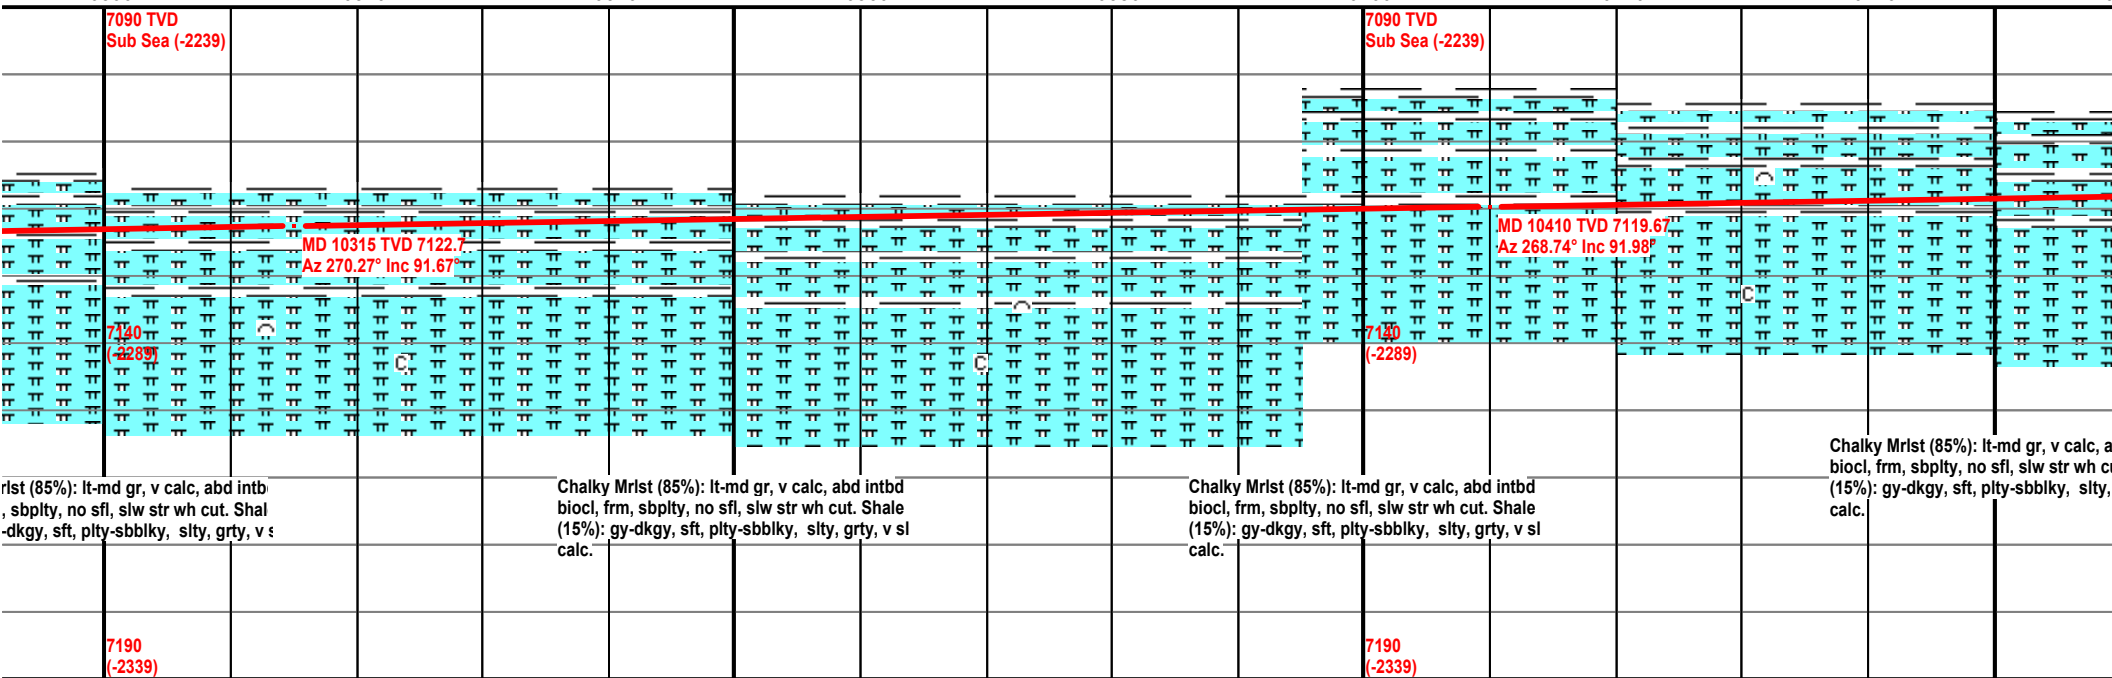 7090 TVD
Sub Sea (-2239)
7090 TVD
Sub Sea (-2239)
MD 10315 TVD 7122.7
Az 270.27° Inc 91.67°
MD 10410 TVD 7119.67
Az 268.74° Inc 91.98°
C
C
C
7140
(-2289)
7140
(-2289)
rlst (85%): lt-md gr, v calc, abd intb
, sbplty, no sfl, slw str wh cut. Shal
-dkgy, sft, plty-sbblky, slty, grty, v s
Chalky Mrlst (85%): lt-md gr, v calc, abd intbd
biocl, frm, sbplty, no sfl, slw str wh cut. Shale
(15%): gy-dkgy, sft, plty-sbblky, slty, grty, v sl
calc.
Chalky Mrlst (85%): lt-md gr, v calc, abd intbd
biocl, frm, sbplty, no sfl, slw str wh cut. Shale
(15%): gy-dkgy, sft, plty-sbblky, slty, grty, v sl
calc.
Chalky Mrlst (85%): lt-md gr, v calc, a
biocl, frm, sbplty, no sfl, slw str wh cu
(15%): gy-dkgy, sft, plty-sbblky, slty,
calc.
7190
(-2339)
7190
(-2339)